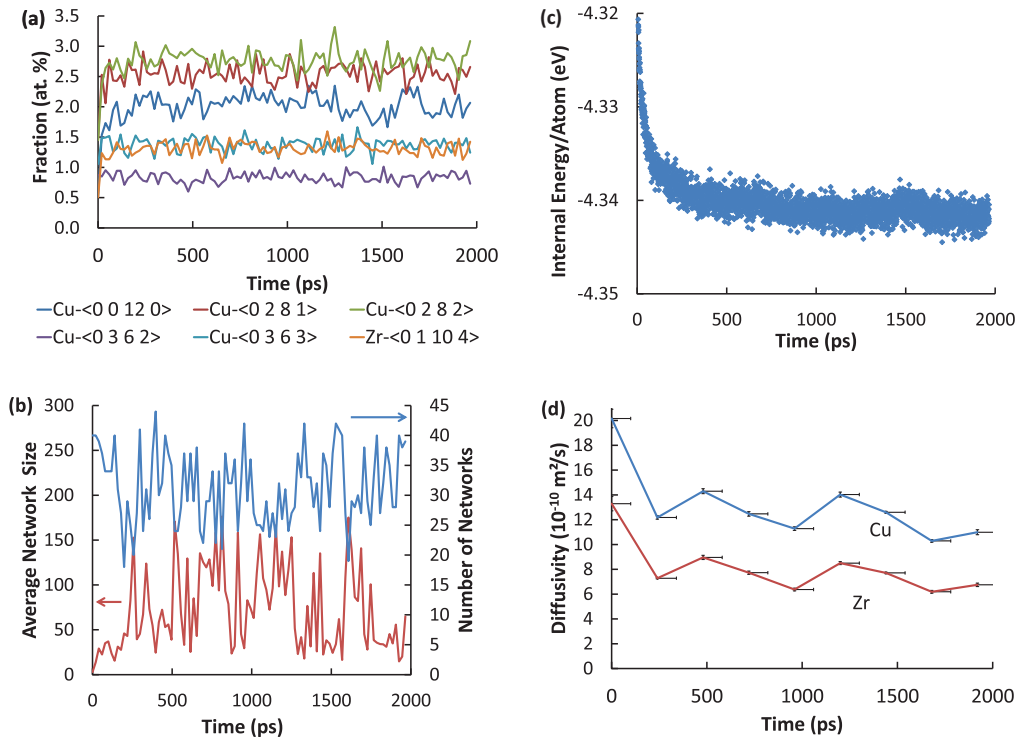 (a)
3.5
3.0
2.5
2.0
1.5
1.0
0.5
0.0
Fraction (at. %)
0 500 1000 1500 2000
Time (ps)
Cu-<0 0 12 0> Cu-<0 2 8 1> Cu-<0 2 8 2>
Cu-<0 3 6 2> Cu-<0 3 6 3> Zr-<0 1 10 4>
(c)
-4.32
-4.33
-4.34
-4.35
Internal Energy/Atom (eV)
0 500 1000 1500 2000
Time (ps)
(b)
300
250
200
150
100
50
0
Average Network Size
45
40
35
30
25
20
15
10
5
0
Number of Networks
0 500 1000 1500 2000
Time (ps)
(d)
20
18
16
14
12
10
8
6
4
2
0
Diffusivity (10⁻¹⁰ m²/s)
Cu
Zr
0 500 1000 1500 2000
Time (ps)